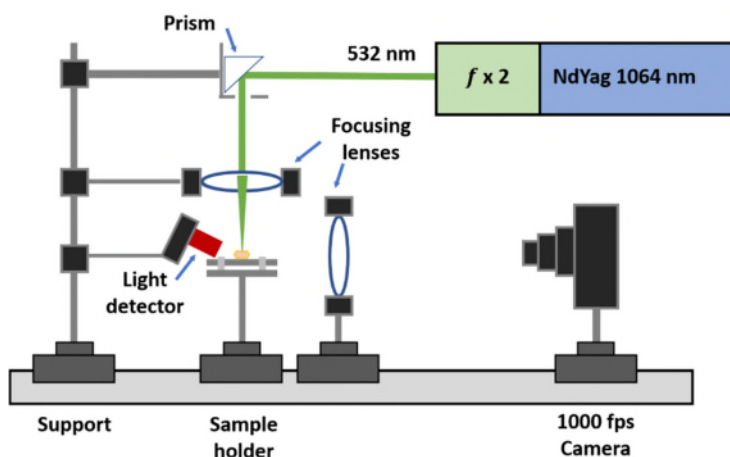 Prism
532 nm
f x 2
NdYag 1064 nm
Focusing
lenses
Light
detector
Support
Sample
holder
1000 fps
Camera